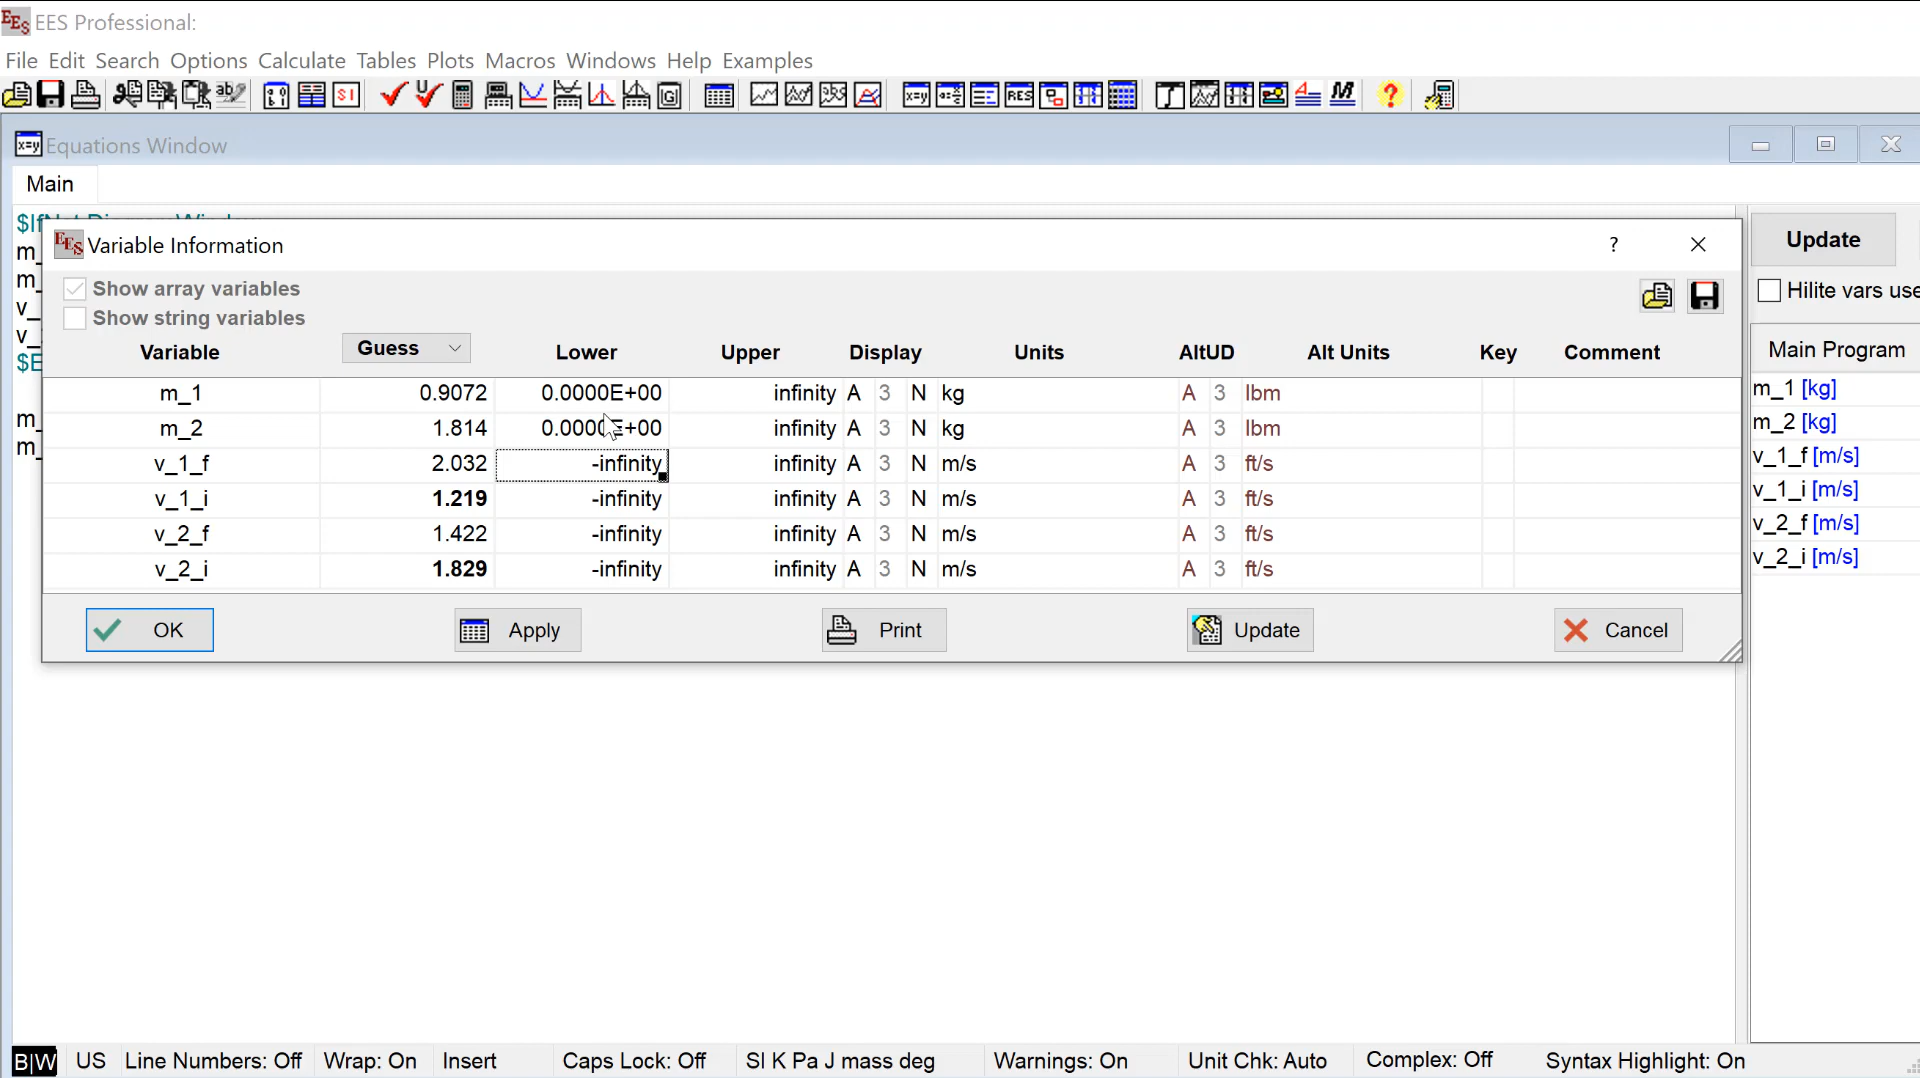 EES EES Professional:
File Edit Search Options Calculate Tables Plots Macros Windows Help Examples
x=y Equations Window
Main
Update
EES Variable Information ?
Show array variables
Show string variables
Hilite vars use
Variable Guess Lower Upper Display Units AltUD Alt Units Key Comment
Main Program
m_1 0.9072 0.0000E+00 infinity A 3 N kg A 3 lbm
m_1 [kg]
m_2 1.814 0.0000E+00 infinity A 3 N kg A 3 lbm
m_2 [kg]
v_1_f 2.032 -infinity infinity A 3 N m/s A 3 ft/s
v_1_f [m/s]
v_1_i 1.219 -infinity infinity A 3 N m/s A 3 ft/s
v_1_i [m/s]
v_2_f 1.422 -infinity infinity A 3 N m/s A 3 ft/s
v_2_f [m/s]
v_2_i 1.829 -infinity infinity A 3 N m/s A 3 ft/s
v_2_i [m/s]
OK Apply Print Update Cancel
B|W US Line Numbers: Off Wrap: On Insert Caps Lock: Off SI K Pa J mass deg Warnings: On Unit Chk: Auto Complex: Off Syntax Highlight: On